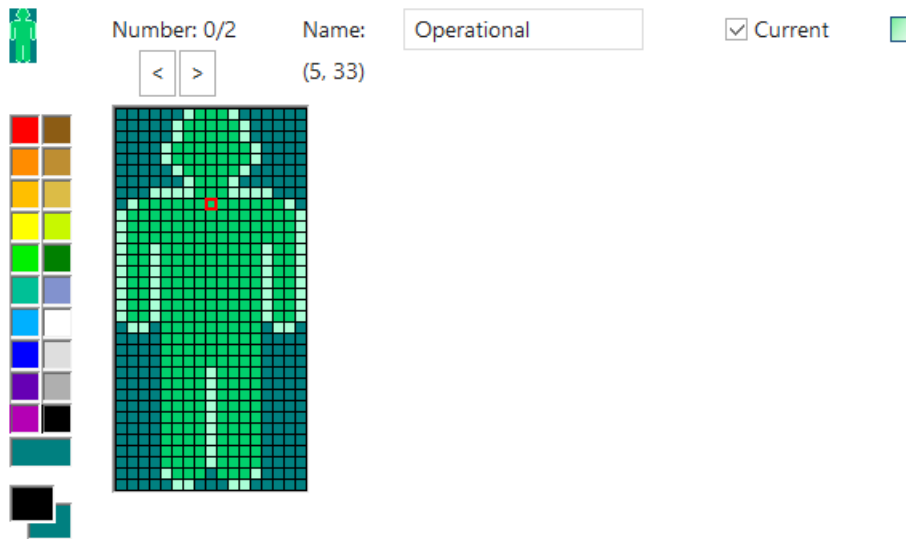 Number: 0/2 Name: Operational Current
< > (5, 33)